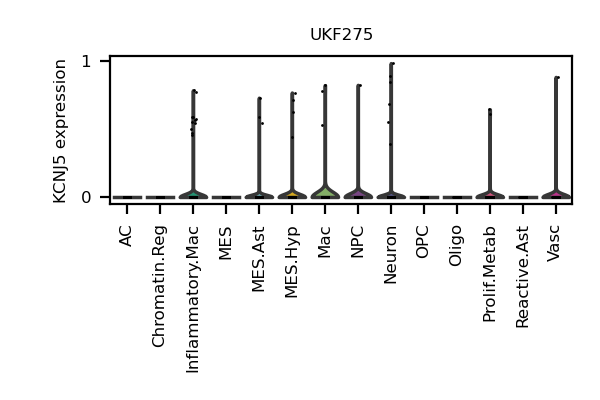 UKF275
KCNJ5 expression
1
0
AC
Chromatin.Reg
Inflammatory.Mac
MES
MES.Ast
MES.Hyp
Mac
NPC
Neuron
OPC
Oligo
Prolif.Metab
Reactive.Ast
Vasc